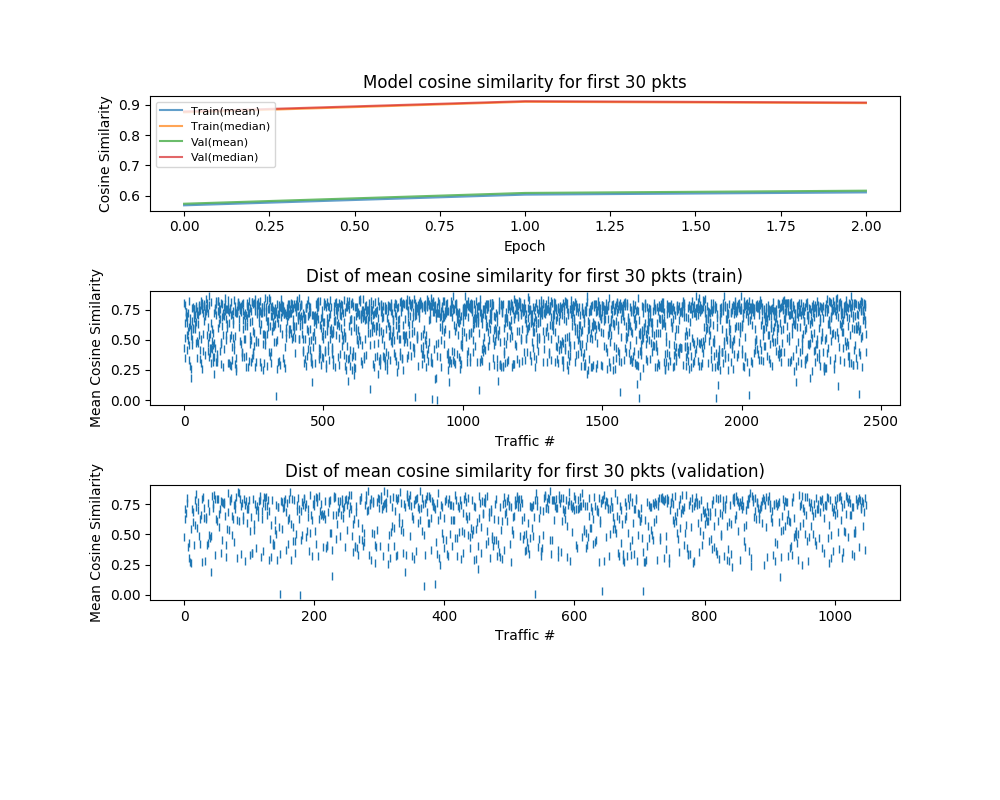 Model cosine similarity for first 30 pkts
Cosine Similarity
0.9
0.8
0.7
0.6
Train(mean)
Train(median)
Val(mean)
Val(median)
0.00 0.25 0.50 0.75 1.00 1.25 1.50 1.75 2.00
Epoch
Dist of mean cosine similarity for first 30 pkts (train)
Mean Cosine Similarity
0.75
0.50
0.25
0.00
0 500 1000 1500 2000 2500
Traffic #
Dist of mean cosine similarity for first 30 pkts (validation)
Mean Cosine Similarity
0.75
0.50
0.25
0.00
0 200 400 600 800 1000
Traffic #